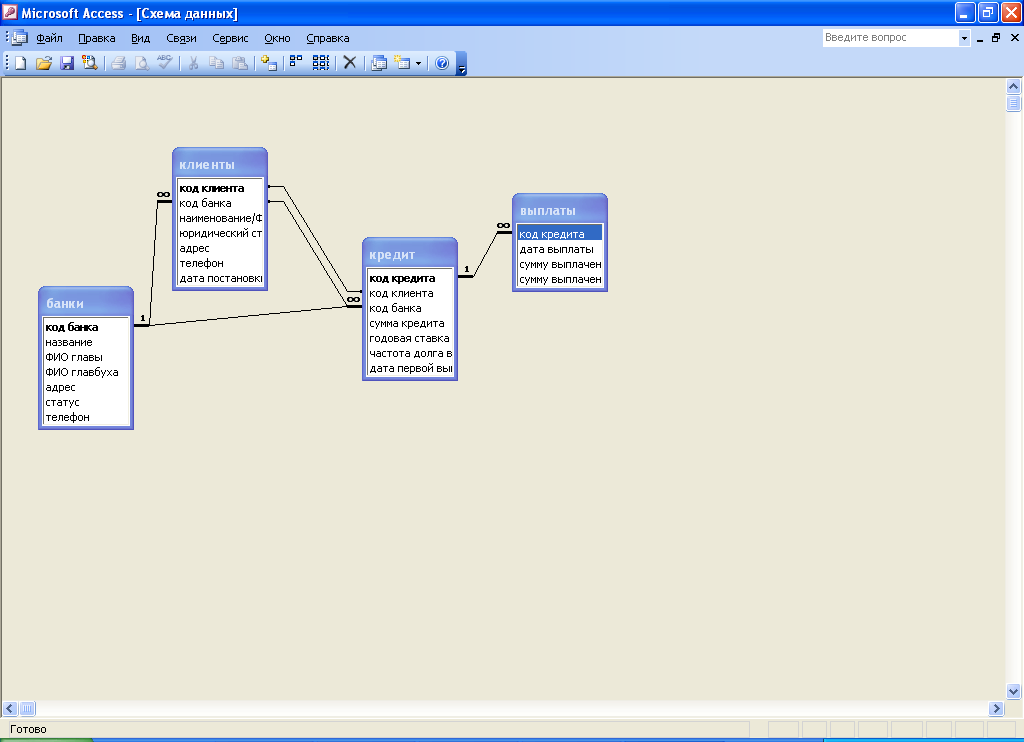 Microsoft Access - [Схема данных]
Файл Правка Вид Связи Сервис Окно Справка
Введите вопрос
клиенты
код клиента
код банка
наименование/Ф
юридический ст
адрес
телефон
дата постановки
выплаты
код кредита
дата выплаты
сумму выплачен
сумму выплачен
кредит
код кредита
код клиента
код банка
сумма кредита
годовая ставка
частота долга в
дата первой вып
банки
код банка
название
ФИО главы
ФИО главбуха
адрес
статус
телефон
∞
1
∞
1
∞
Готово